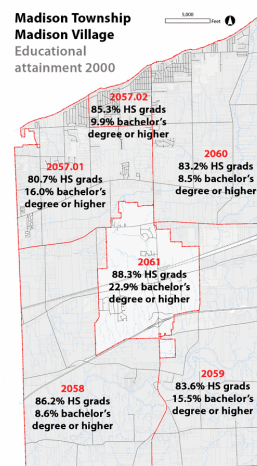 Madison Township
Madison Village
Educational
attainment 2000
3,000
Feet
2057.02
85.3% HS grads
9.9% bachelor's
degree or higher
2057.01
80.7% HS grads
16.0% bachelor's
degree or higher
2060
83.2% HS grads
8.5% bachelor's
degree or higher
2061
88.3% HS grads
22.9% bachelor's
degree or higher
2058
86.2% HS grads
8.6% bachelor's
degree or higher
2059
83.6% HS grads
15.5% bachelor's
degree or higher